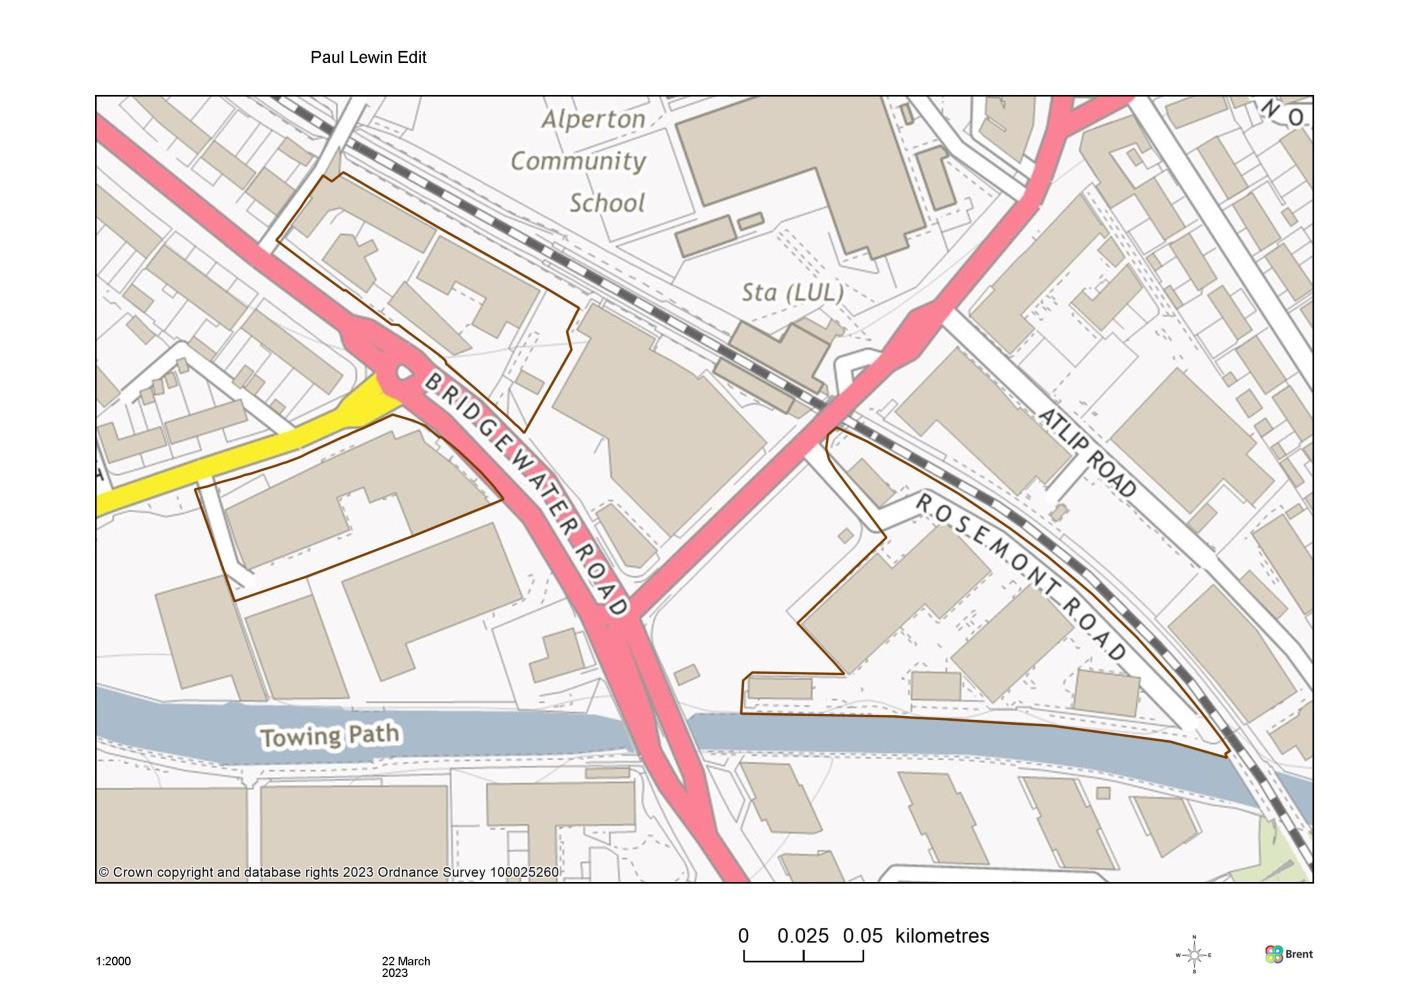 Paul Lewin Edit
Alperton
Community
School
N O
Sta (LUL)
BRIDGEWATER ROAD
ATLIP ROAD
ROSEMONT ROAD
Towing Path
© Crown copyright and database rights 2023 Ordnance Survey 100025260
0 0.025 0.05 kilometres
1:2000
22 March
2023
N
W E
S
Brent